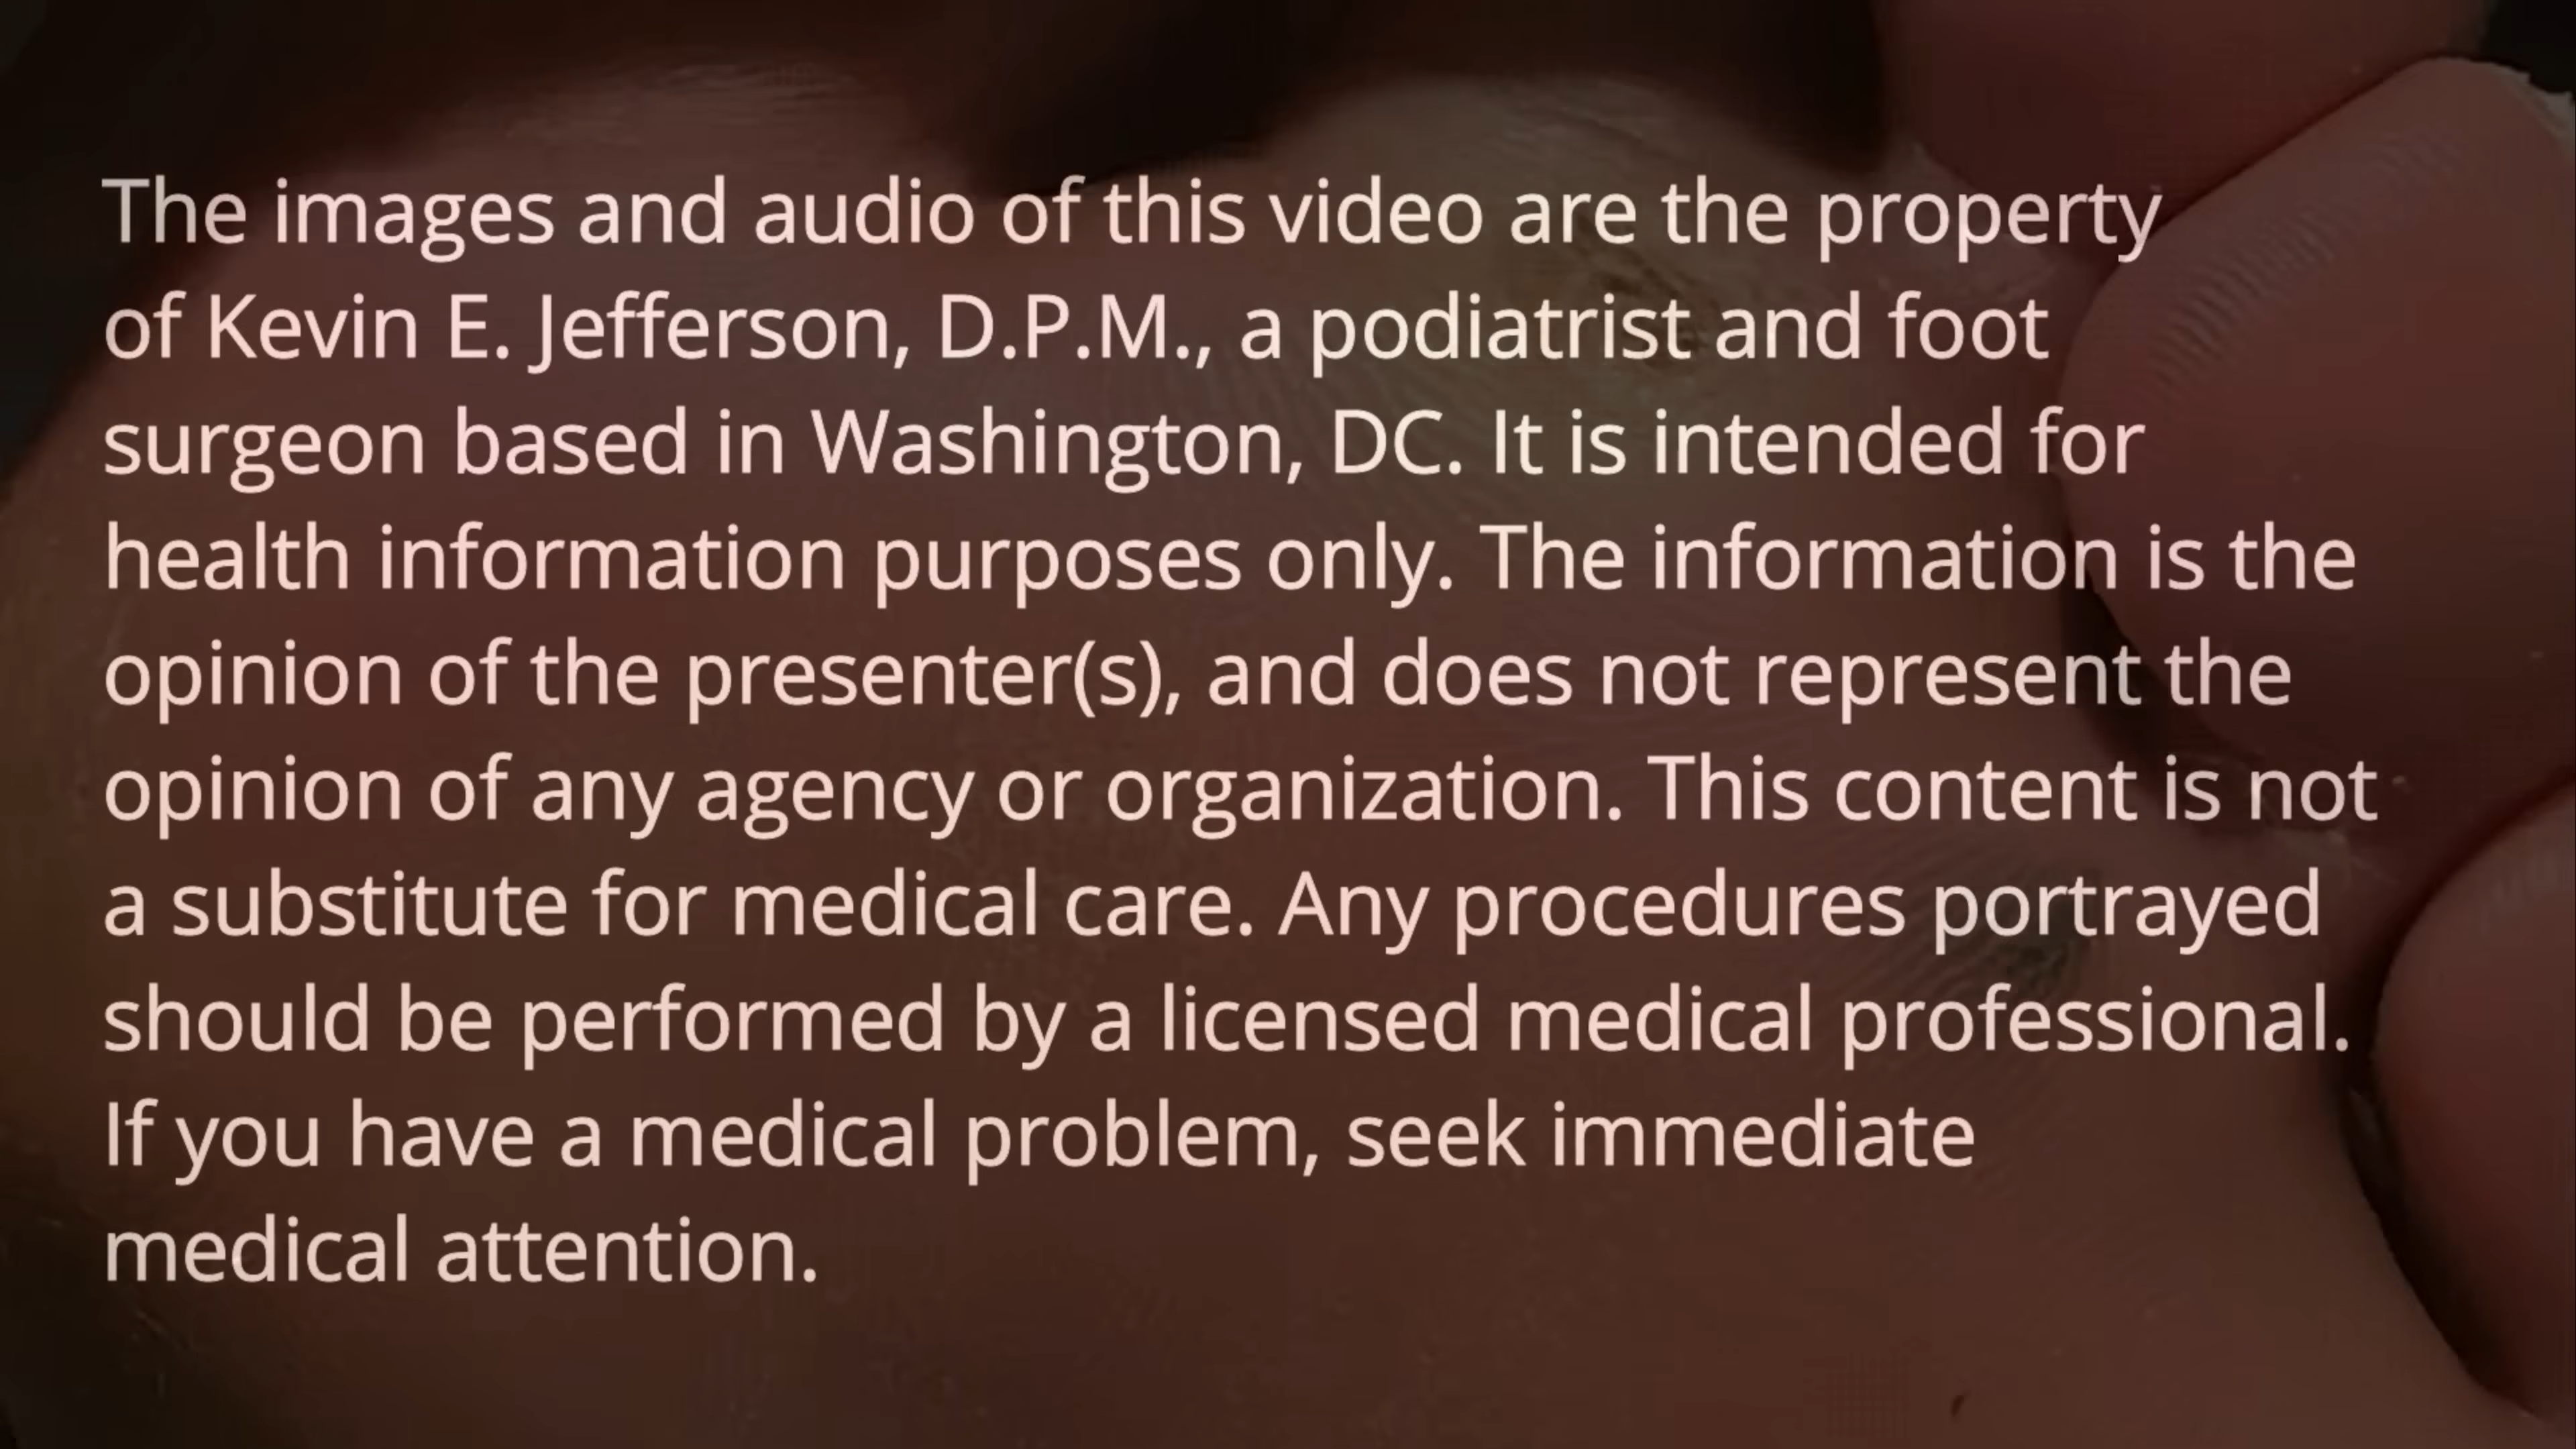 The images and audio of this video are the property
of Kevin E. Jefferson, D.P.M., a podiatrist and foot
surgeon based in Washington, DC. It is intended for
health information purposes only. The information is the
opinion of the presenter(s), and does not represent the
opinion of any agency or organization. This content is not
a substitute for medical care. Any procedures portrayed
should be performed by a licensed medical professional.
If you have a medical problem, seek immediate
medical attention.